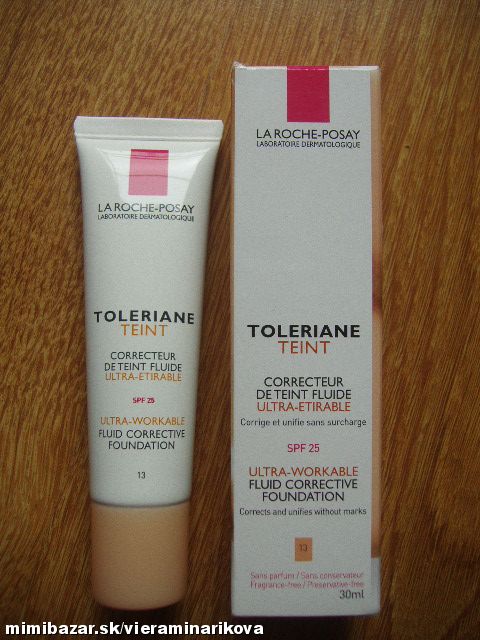 LA ROCHE-POSAY
LABORATOIRE DERMATOLOGIQUE
TOLERIANE
TEINT
CORRECTEUR
DE TEINT FLUIDE
ULTRA-ETIRABLE
SPF 25
ULTRA-WORKABLE
FLUID CORRECTIVE
FOUNDATION
13
LA ROCHE-POSAY
LABORATOIRE DERMATOLOGIQUE
TOLERIANE
TEINT
CORRECTEUR
DE TEINT FLUIDE
ULTRA-ETIRABLE
Corrige et unifie sans surcharge
SPF 25
ULTRA-WORKABLE
FLUID CORRECTIVE
FOUNDATION
Corrects and unifies without marks
13
Sans parfum / Sans conservateur
Fragrance-free / Preservative-free
30ml
mimibazar.sk/vieraminarikova